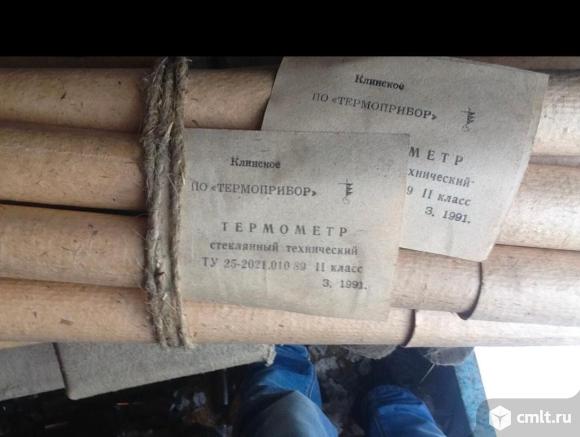 Клинское
ПО «ТЕРМОПРИБОР»
МЕТР
хнический
9 II класс
3, 1991.
Клинское
ПО «ТЕРМОПРИБОР»
ТЕРМОМЕТР
стеклянный технический
ТУ 25-2021.010 89 II класс
3, 1991.
cmlt.ru